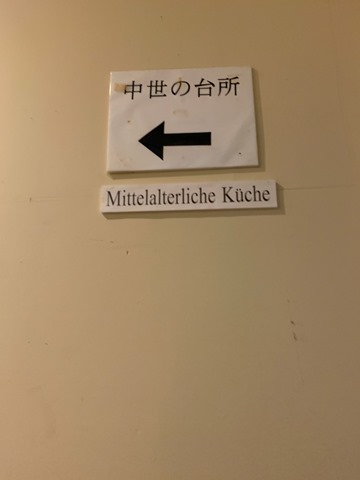 中世の台所
Mittelalterliche Küche